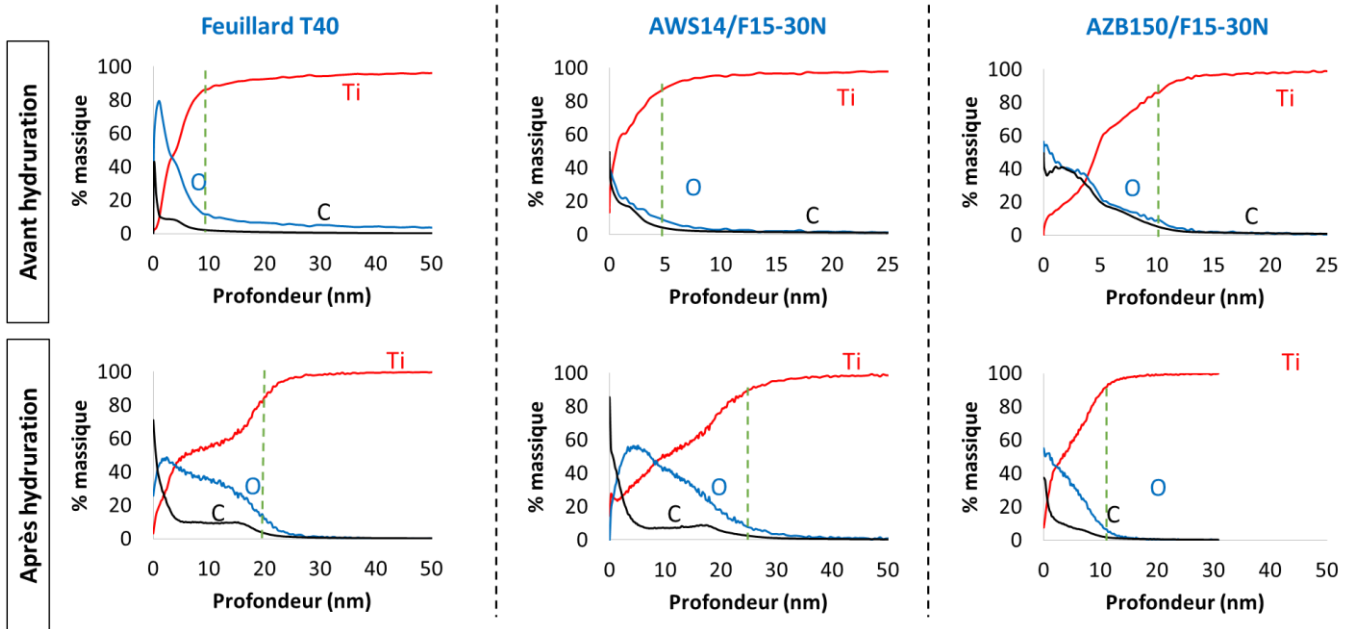 Feuillard T40
AWS14/F15-30N
AZB150/F15-30N
Avant hydruration
% massique
100
80
60
40
20
0
Ti
O
C
0 10 20 30 40 50
Profondeur (nm)
% massique
100
80
60
40
20
0
Ti
O
C
0 5 10 15 20 25
Profondeur (nm)
% massique
100
80
60
40
20
0
Ti
O
C
0 5 10 15 20 25
Profondeur (nm)
Après hydruration
% massique
100
80
60
40
20
0
Ti
O
C
0 10 20 30 40 50
Profondeur (nm)
% massique
100
80
60
40
20
0
Ti
O
C
0 10 20 30 40 50
Profondeur (nm)
% massique
100
80
60
40
20
0
Ti
O
C
0 10 20 30 40 50
Profondeur (nm)